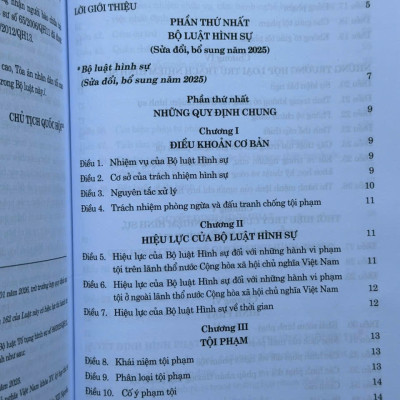 LỜI GIỚI THIỆU 5
PHẦN THỨ NHẤT
BỘ LUẬT HÌNH SỰ
(Sửa đổi, bổ sung năm 2025)
* Bộ luật hình sự
(Sửa đổi, bổ sung năm 2025) 7
Phần thứ nhất
NHỮNG QUY ĐỊNH CHUNG 9
Chương I
ĐIỀU KHOẢN CƠ BẢN 9
Điều 1. Nhiệm vụ của Bộ luật Hình sự 9
Điều 2. Cơ sở của trách nhiệm hình sự 9
Điều 3. Nguyên tắc xử lý 10
Điều 4. Trách nhiệm phòng ngừa và đấu tranh chống tội phạm 11
Chương II
HIỆU LỰC CỦA BỘ LUẬT HÌNH SỰ 11
Điều 5. Hiệu lực của Bộ luật Hình sự đối với những hành vi phạm
tội trên lãnh thổ nước Cộng hòa xã hội chủ nghĩa Việt Nam 11
Điều 6. Hiệu lực của Bộ luật Hình sự đối với những hành vi phạm
tội ở ngoài lãnh thổ nước Cộng hòa xã hội chủ nghĩa Việt Nam 12
Điều 7. Hiệu lực của Bộ luật Hình sự về thời gian 12
Chương III
TỘI PHẠM 13
Điều 8. Khái niệm tội phạm 13
Điều 9. Phân loại tội phạm 13
Điều 10. Cố ý phạm tội
CHỦ TỊCH QUỐC HỘI